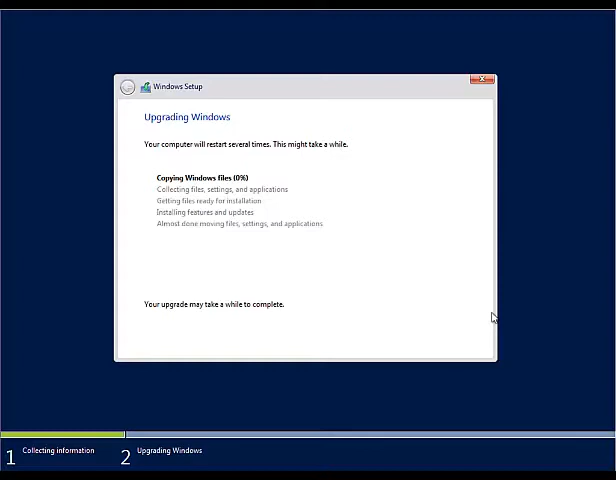 Windows Setup
Upgrading Windows
Your computer will restart several times. This might take a while.
Copying Windows files (0%)
Collecting files, settings, and applications
Getting files ready for installation
Installing features and updates
Almost done moving files, settings, and applications
Your upgrade may take a while to complete.
1 Collecting information 2 Upgrading Windows